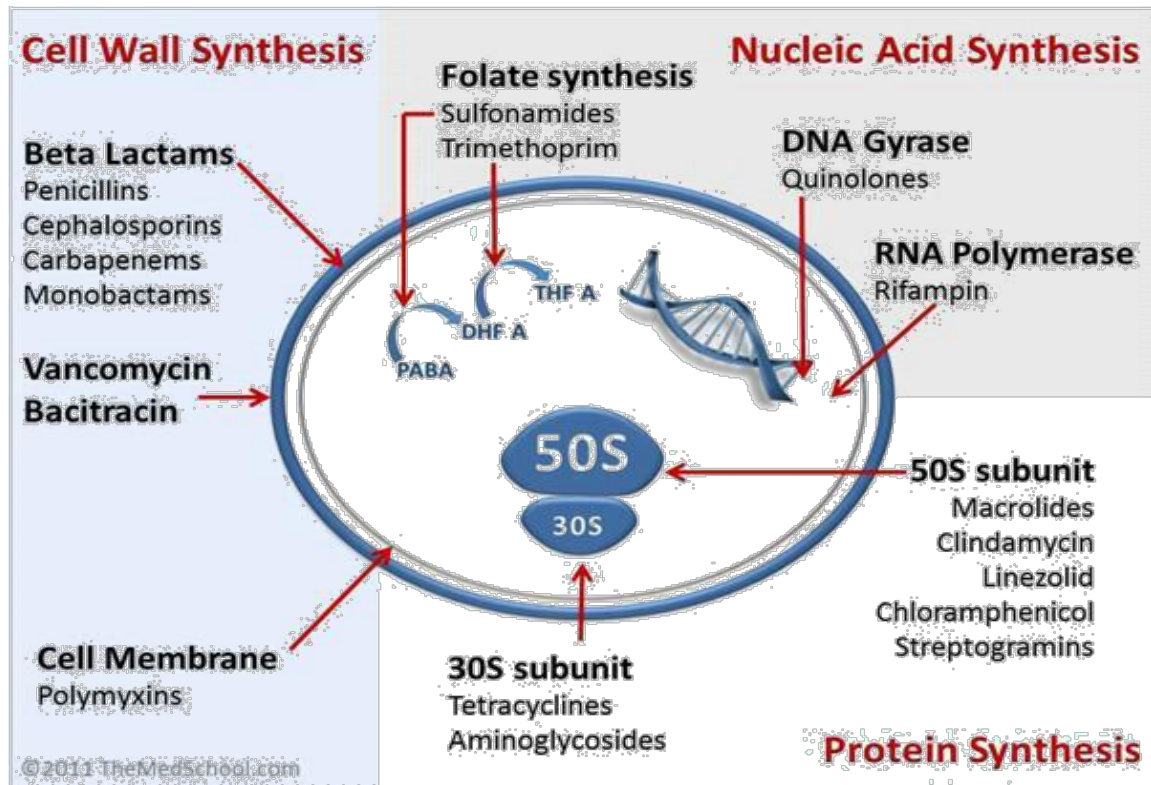 Cell Wall Synthesis
Nucleic Acid Synthesis
Folate synthesis
Sulfonamides
Trimethoprim
Beta Lactams
Penicillins
Cephalosporins
Carbapenems
Monobactams
DNA Gyrase
Quinolones
RNA Polymerase
Rifampin
THF A
DHF A
PABA
Vancomycin
Bacitracin
50S
30S
50S subunit
Macrolides
Clindamycin
Linezolid
Chloramphenicol
Streptogramins
Cell Membrane
Polymyxins
30S subunit
Tetracyclines
Aminoglycosides
Protein Synthesis
©2011 TheMedSchool.com